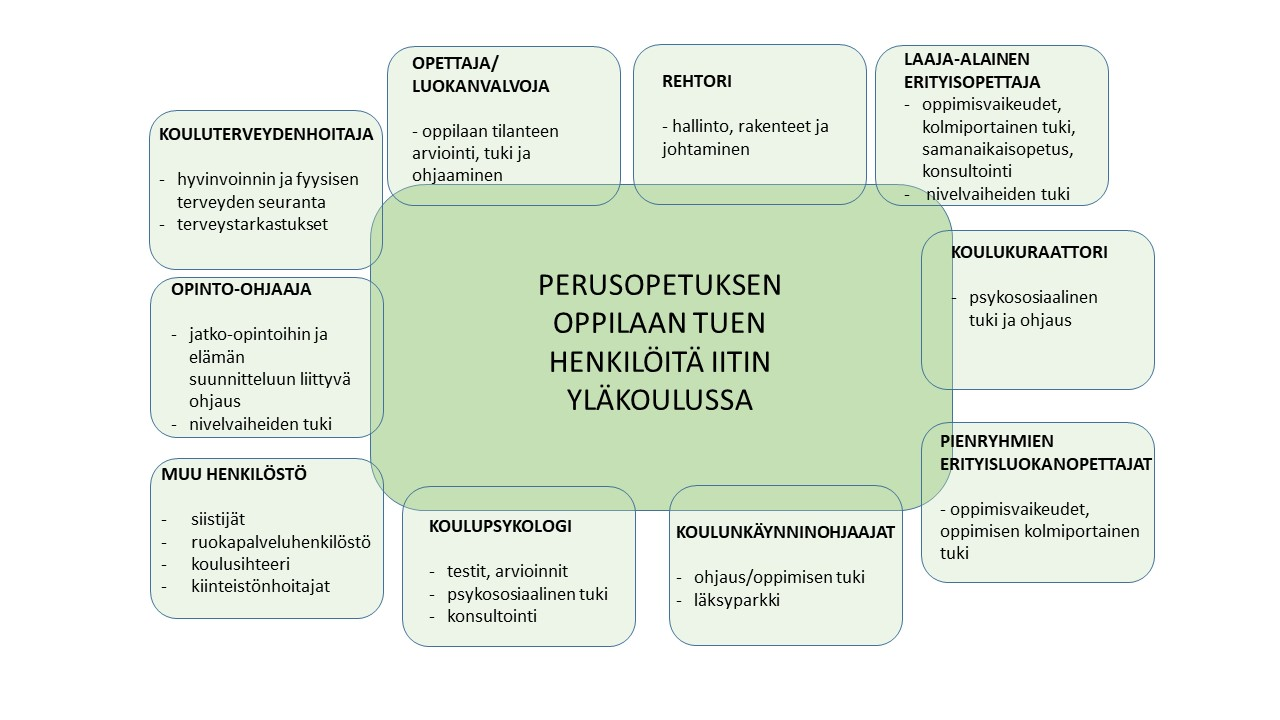 OPETTAJA/
LUOKANVALVOJA
- oppilaan tilanteen
arviointi, tuki ja
ohjaaminen
REHTORI
- hallinto, rakenteet ja
johtaminen
LAAJA-ALAINEN
ERITYISOPETTAJA
- oppimisvaikeudet,
kolmiportainen tuki,
samanaikaisopetus,
konsultointi
- nivelvaiheiden tuki
KOULUTERVEYDENHOITAJA
- hyvinvoinnin ja fyysisen
terveyden seuranta
- terveystarkastukset
KOULUKURAATTORI
- psykososiaalinen
tuki ja ohjaus
OPINTO-OHJAAJA
- jatko-opintoihin ja
elämän
suunnitteluun liittyvä
ohjaus
- nivelvaiheiden tuki
PERUSOPETUKSEN
OPPILAAN TUEN
HENKILÖITÄ IITIN
YLÄKOULUSSA
PIENRYHMIEN
ERITYISLUOKANOPETTAJAT
- oppimisvaikeudet,
oppimisen kolmiportainen
tuki
MUU HENKILÖSTÖ
- siistijät
- ruokapalveluhenkilöstö
- koulusihteeri
- kiinteistönhoitajat
KOULUPSYKOLOGI
- testit, arvioinnit
- psykososiaalinen tuki
- konsultointi
KOULUNKÄYNNINOHJAAJAT
- ohjaus/oppimisen tuki
- läksyparkki